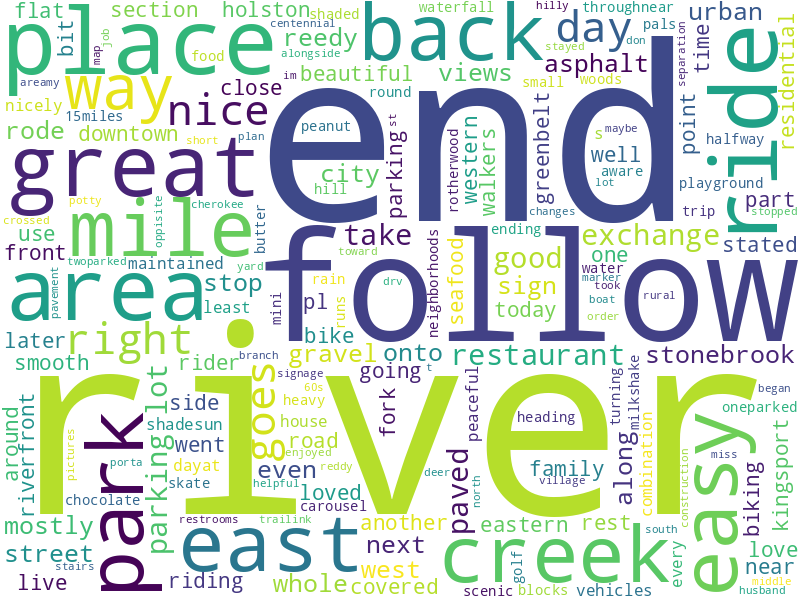 flat
section
holston
reedy
bit
place
way
nice
nicely
15miles
close
rode
downtown
areamy
map
job
centennial
food
beautiful
back
views
waterfall
alongside
im
round
shaded
stayed
day
hilly
pals
don
throughnear
asphalt
small
woods
urban
time
separation
point
ride
residential
great
end
peanut
parking
st
city
hill
rotherwood
western
walkers
greenbelt
s
maybe
well
aware
lot
halfway
playground
trip
part
stopped
short
plan
cherokee
crossed
potty
oppisite
use
front
mile
butter
twoparked
maintained
pavement
area
stop
yard
least
take
toward
rain
pl
mini
runs
drv
bike
neighborhoods
seafood
ending
good
sign
today
changes
exchange
one
water
marker
took
boat
order
rural
stated
follow
later
right
smooth
rider
branch
signage
gravel
going
onto
t
restaurant
stonebrook
river
around
riverfront
park
parking lot
side
shadesun
went
dayat
skate
goes
60s
heavy
house
road
enjoyed
reddy
helpful
even
loved
carousel
fork
peaceful
heading
village
deer
family
turning
milkshake
along
combination
began
oneparked
miss
construction
easy
biking
kingsport
pictures
porta
chocolate
mostly
street
stairs
live
restrooms
trailink
east
riding
whole
another
next
west
covered
paved
north
eastern
rest
creek
scenic
golf
blocks
vehicles
south
every
near
love
middle
husband